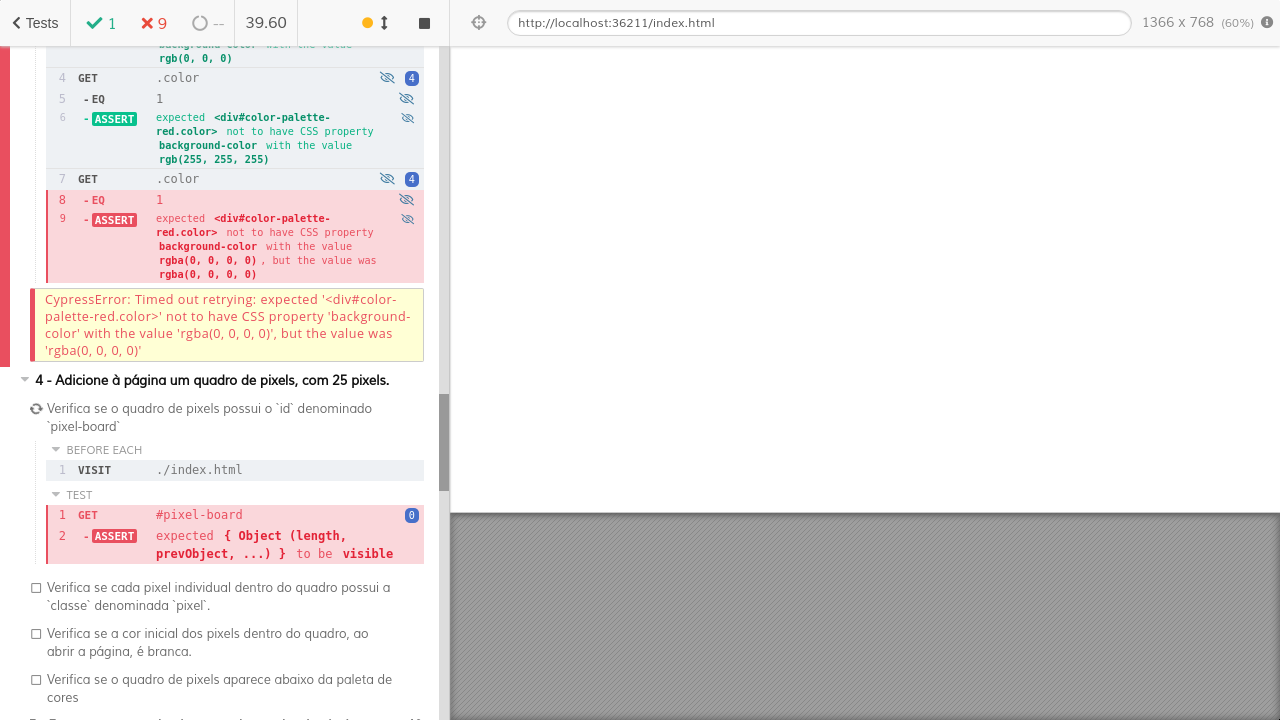 Tests 1 9 -- 39.60 http://localhost:36211/index.html 1366 x 768 (60%)
background-color with the value
rgb(0, 0, 0)
4 GET .color 4
5 -EQ 1
6 -ASSERT expected <div#color-palette-
red.color> not to have CSS property
background-color with the value
rgb(255, 255, 255)
7 GET .color 4
8 -EQ 1
9 -ASSERT expected <div#color-palette-
red.color> not to have CSS property
background-color with the value
rgba(0, 0, 0, 0), but the value was
rgba(0, 0, 0, 0)
CypressError: Timed out retrying: expected '<div#color-
palette-red.color>' not to have CSS property 'background-
color' with the value 'rgba(0, 0, 0, 0)', but the value was
'rgba(0, 0, 0, 0)'
4 - Adicione à página um quadro de pixels, com 25 pixels.
Verifica se o quadro de pixels possui o `id` denominado
`pixel-board`
BEFORE EACH
1 VISIT ./index.html
TEST
1 GET #pixel-board 0
2 -ASSERT expected { Object (length,
prevObject, ...) } to be visible
Verifica se cada pixel individual dentro do quadro possui a
`classe` denominada `pixel`.
Verifica se a cor inicial dos pixels dentro do quadro, ao
abrir a página, é branca.
Verifica se o quadro de pixels aparece abaixo da paleta de
cores